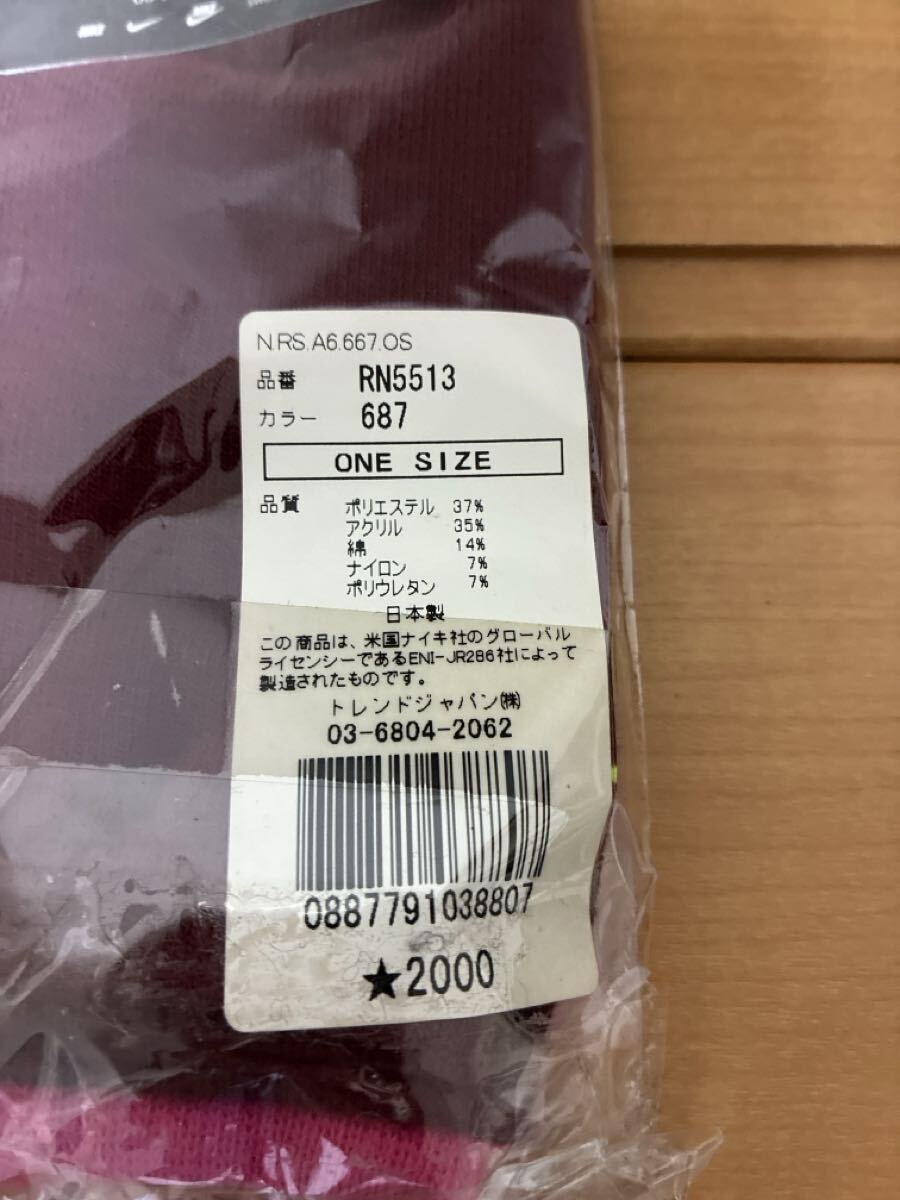 N.RS.A6.667.OS
品番 RN5513
カラー 687
ONE SIZE
品質 ポリエステル 37%
アクリル 35%
綿 14%
ナイロン 7%
ポリウレタン 7%
日本製
この商品は、米国ナイキ社のグローバル
ライセンシーであるENI-JR286社によって
製造されたものです。
トレンドジャパン㈱
03-6804-2062
0887791038807
★2000